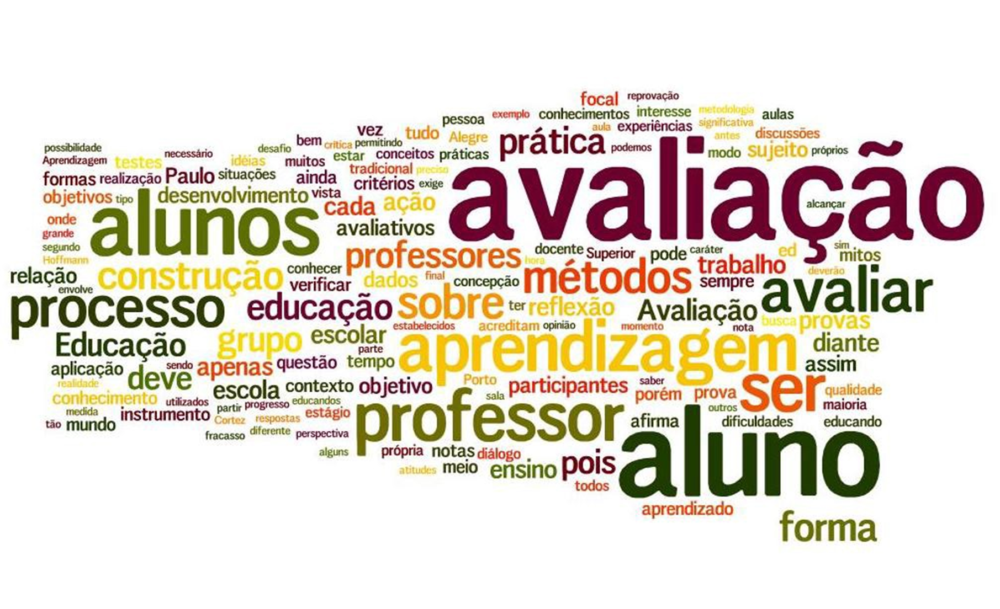 focal reprovação
pessoa exemplo conhecimentos interesse metodologia aulas
vez tudo Alegre prática aula experiências significativa
bem crítica permitindo podemos antes discussões
possibilidade necessário desafio estar conceitos práticas modo sujeito próprios
Aprendizagem testes idéias muitos tradicional preciso
formas realização Paulo situações ainda critérios exige avaliação
objetivos tipo desenvolvimento vista cada ação alcançar
onde alunos avaliativos
grande
segundo professores docente Superior pode caráter ed sim
Hoffmann hora trabalho mitos
relação construção conhecer dados final métodos deverão
envolve verificar concepção sempre avaliar
processo educação sobre ter reflexão Avaliação busca provas
estabelecidos acreditam opinião momento nota
Educação grupo escolar aprendizagem diante
parte
aplicação deve sendo apenas questão tempo assim
realidade Porto participantes saber ser qualidade
conhecimento escola contexto objetivo porém prova
utilizados educandos sala maioria
medida instrumento partir progresso estágio professor outros
tão mundo Cortez respostas afirma dificuldades educando
fracasso diferente perspectiva aluno
alguns própria notas diálogo
atitudes meio ensino pois
todos
aprendizado
forma